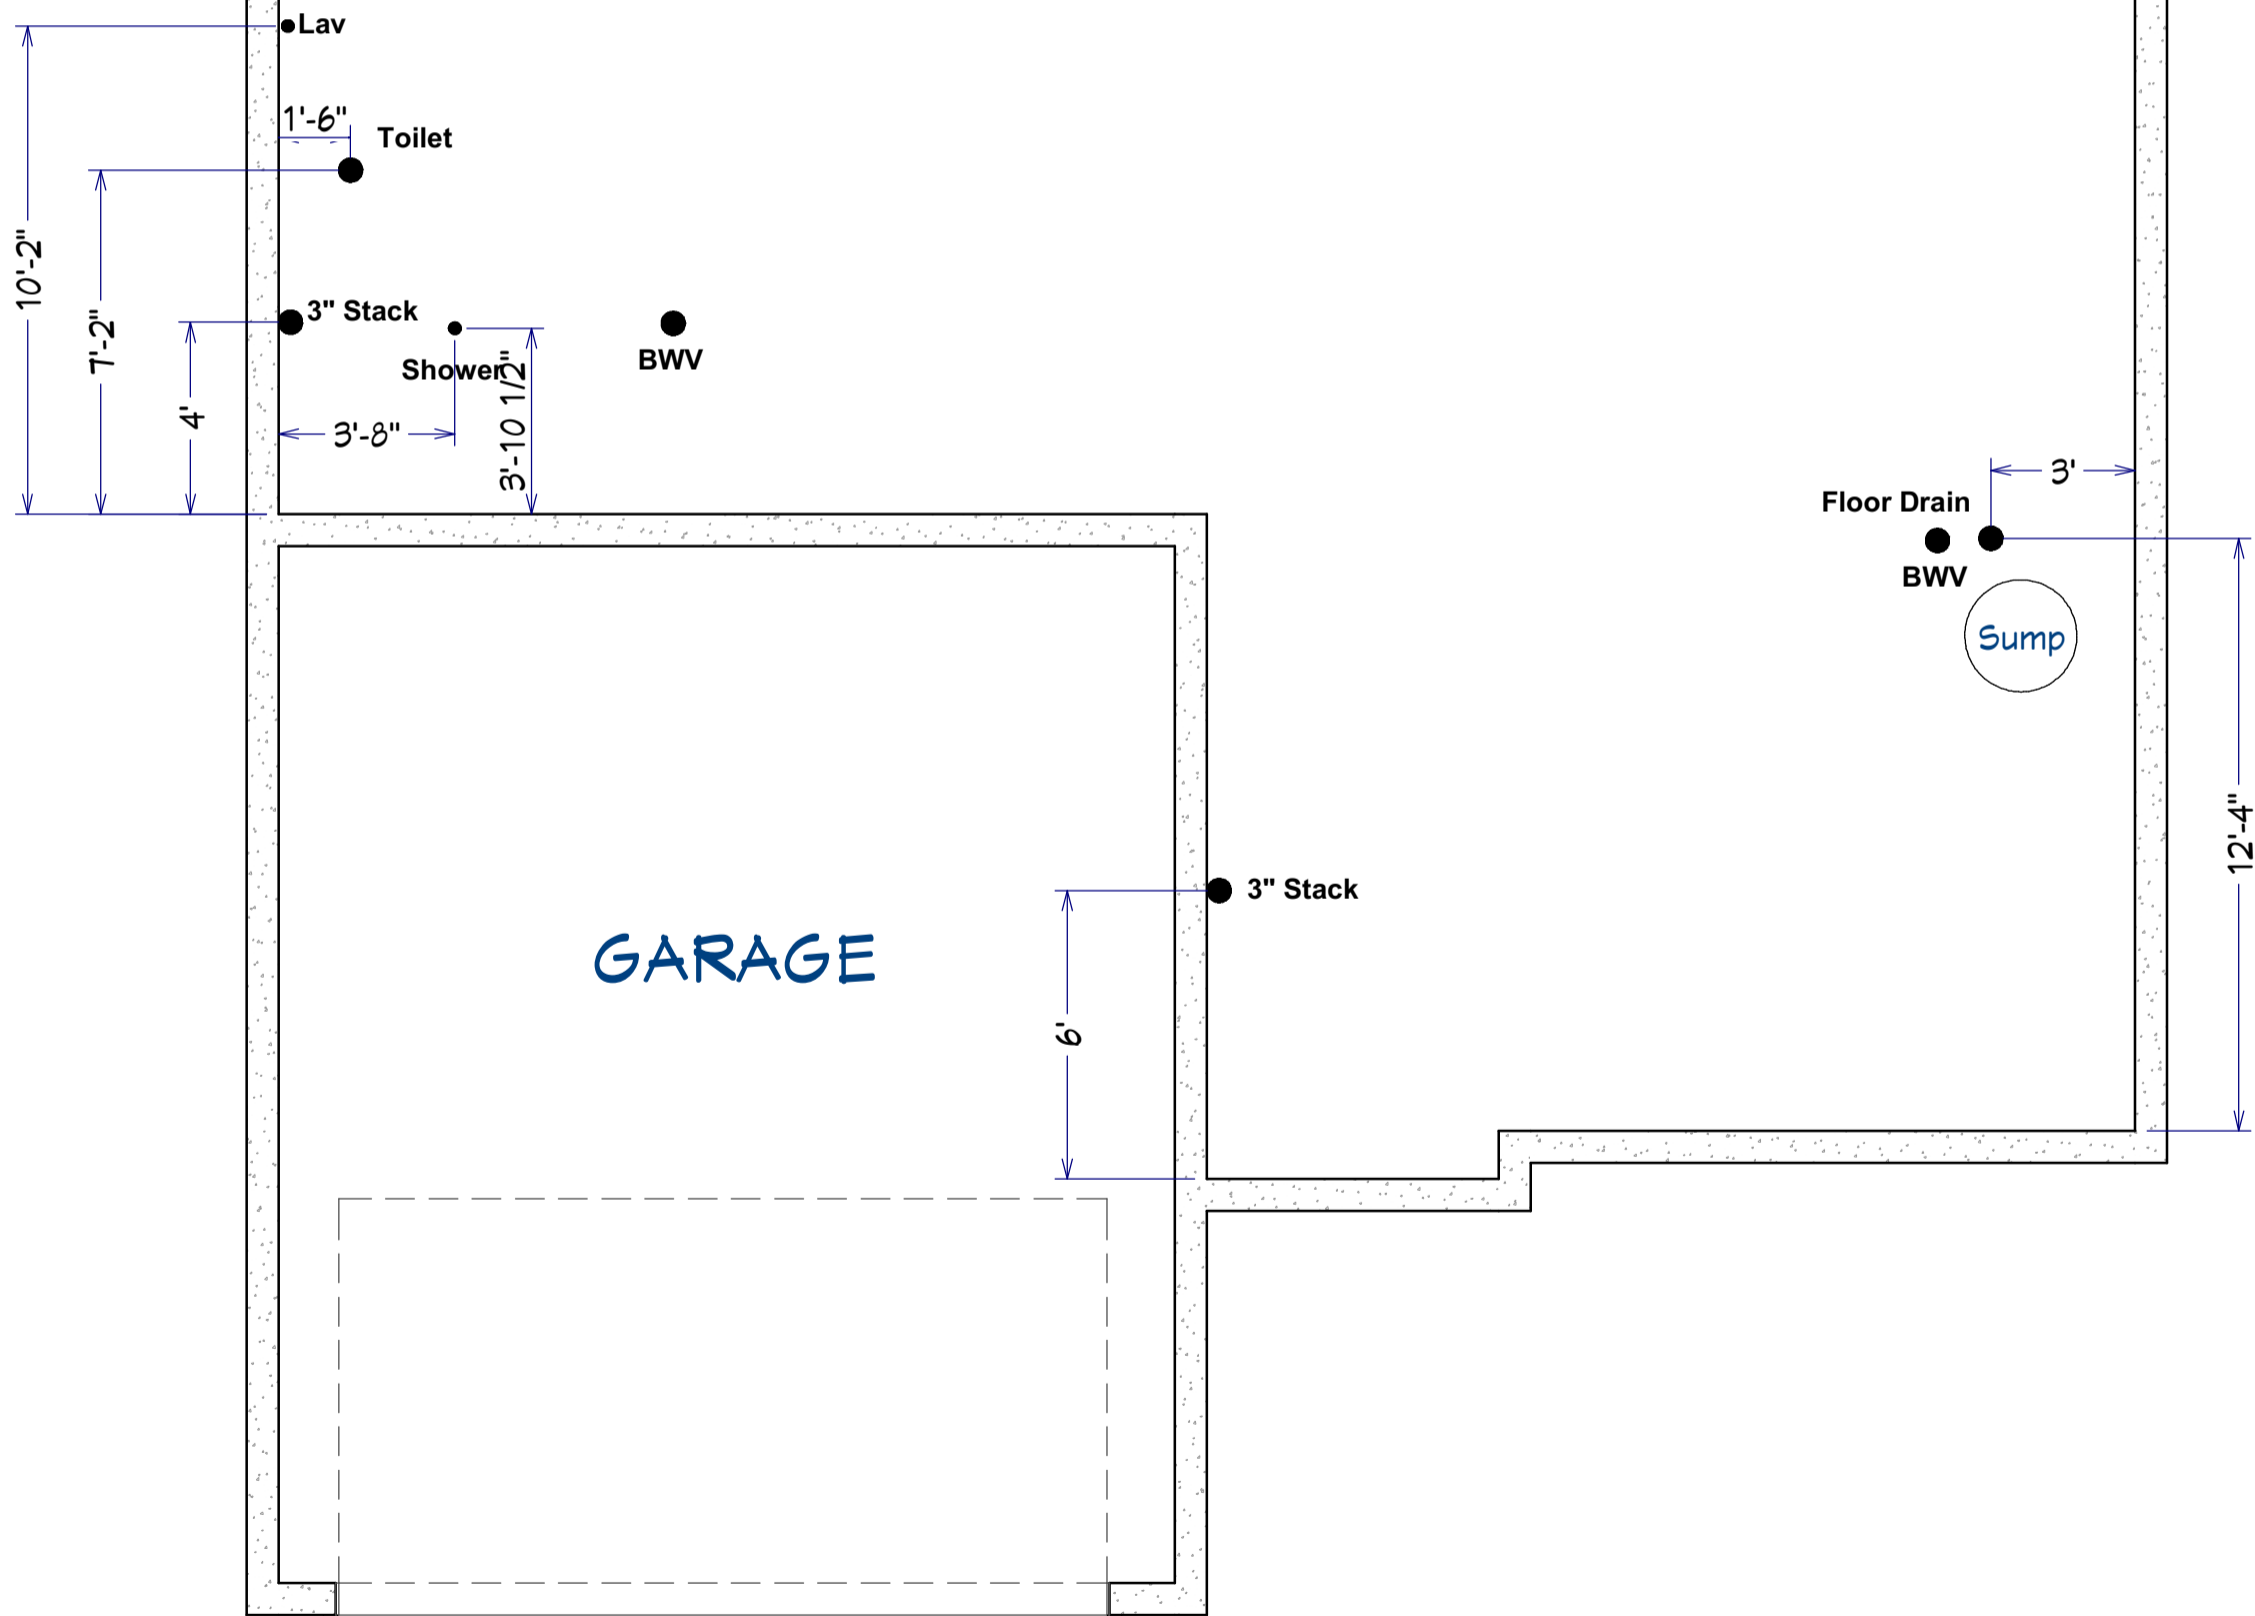 Lav
1'-6"
Toilet
10'-2"
7'-2"
3" Stack
4'
Shower
3'-8"
3'-10 1/2"
BWV
3'
Floor Drain
BWV
Sump
12'-4"
3" Stack
GARAGE
6'